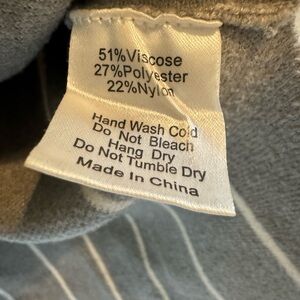 51%Viscose
27%Polyester
22%Nylon
Hand Wash Cold
Do Not Bleach
Hang Dry
Do Not Tumble Dry
Made In China